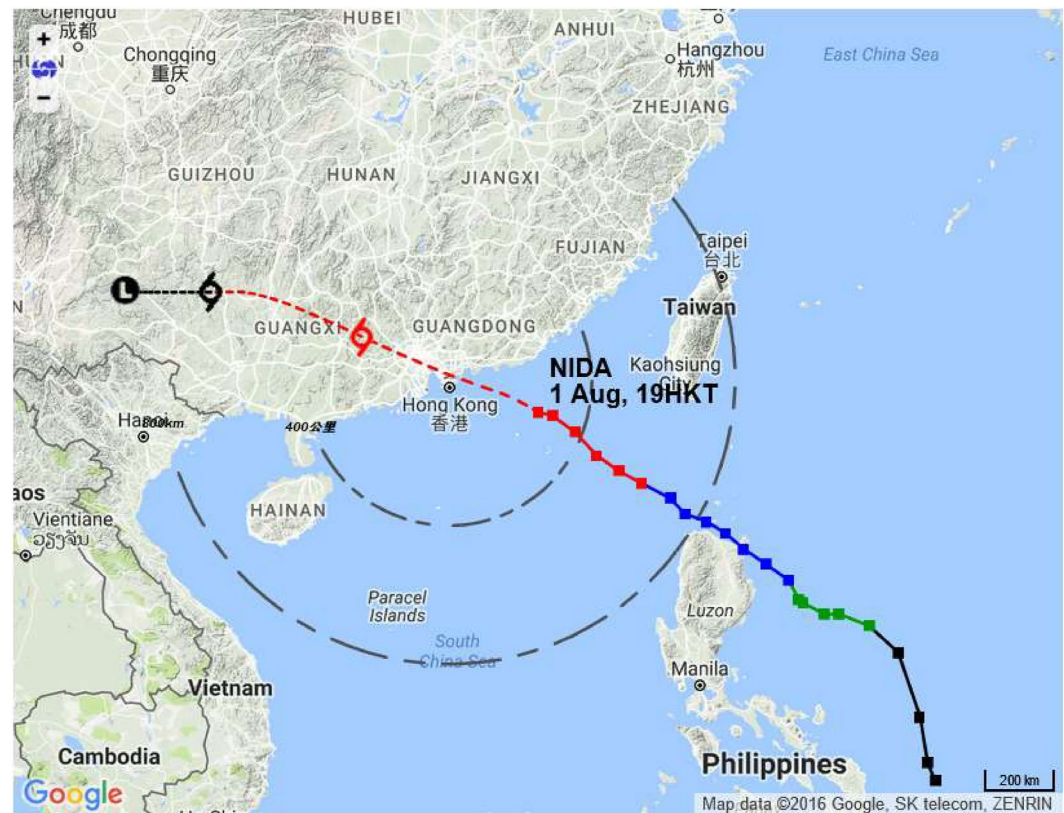 Chengdu
成都
+
−
Chongqing
重庆
HUBEI
ANHUI
Hangzhou
杭州
East China Sea
ZHEJIANG
GUIZHOU
HUNAN
JIANGXI
FUJIAN
Taipei
台北
Taiwan
L
GUANGXI
GUANGDONG
Kaohsiung
City
NIDA
1 Aug, 19HKT
Hong Kong
香港
Hanoi
800km
400公里
HAINAN
Vientiane
ວຽງຈັນ
Paracel
Islands
Luzon
South
China Sea
Manila
Vietnam
Cambodia
Philippines
200 km
Google
Map data ©2016 Google, SK telecom, ZENRIN